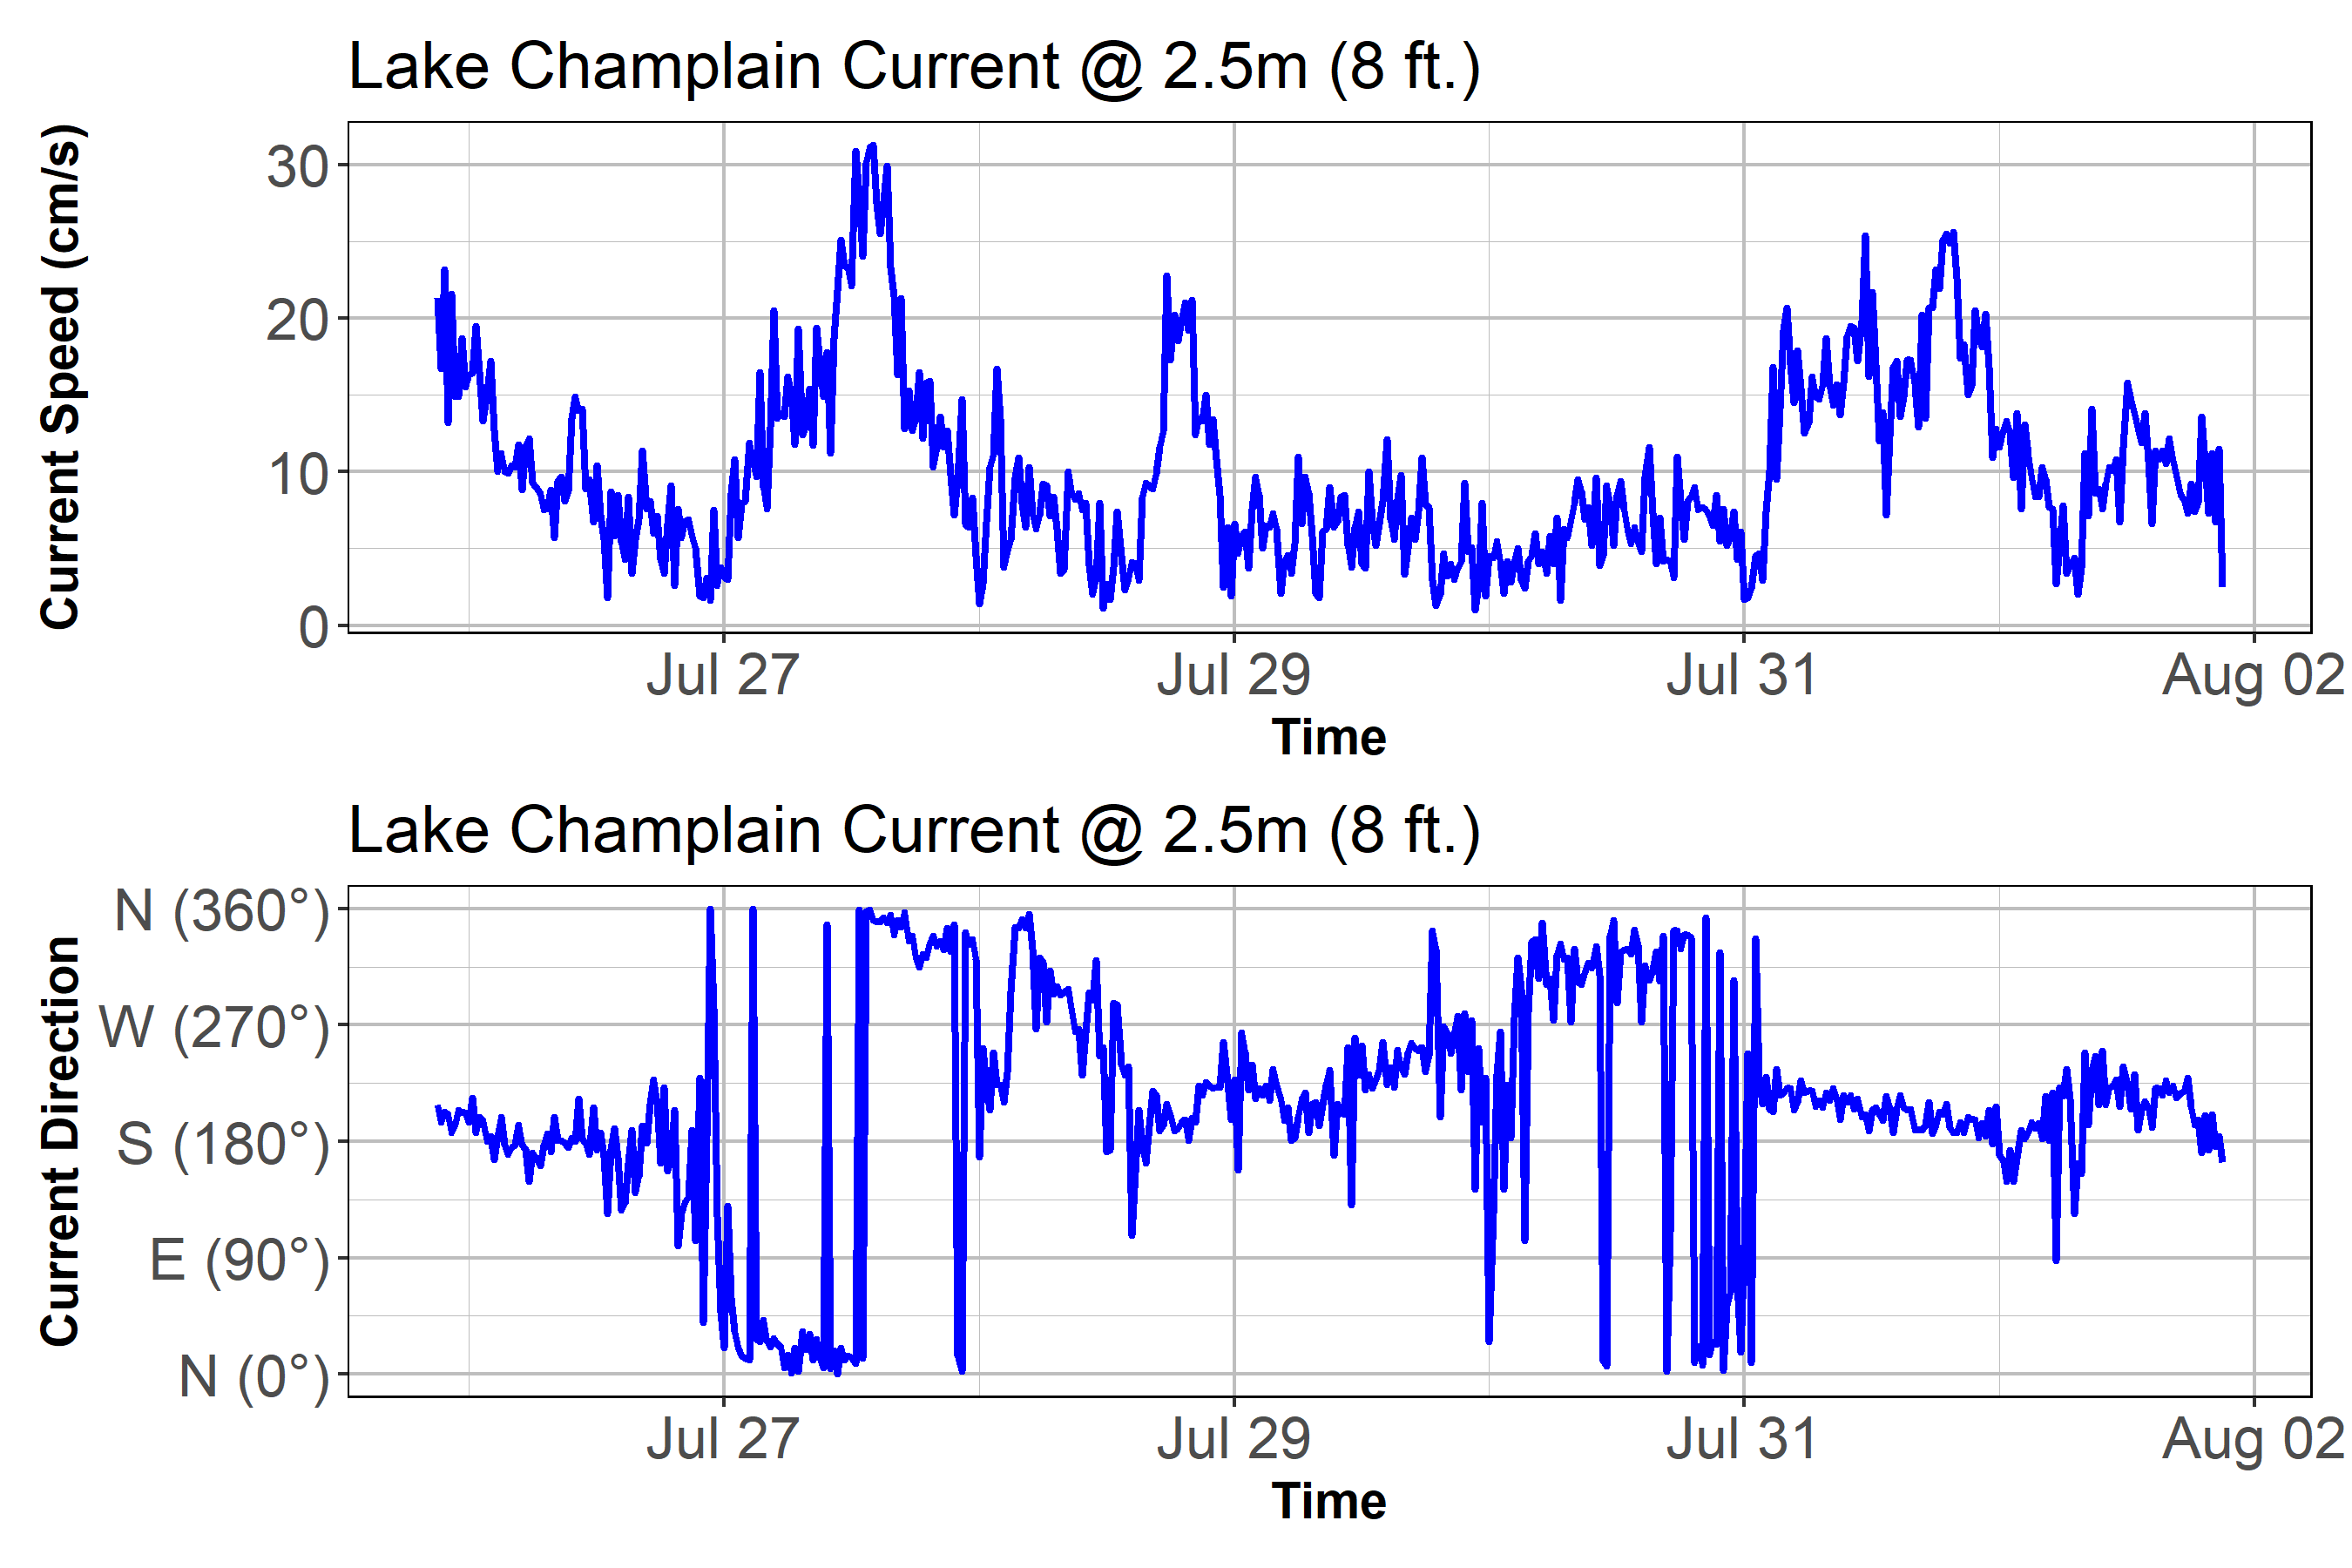 Lake Champlain Current @ 2.5m (8 ft.)
Current Speed (cm/s)
30
20
10
0
Jul 27 Jul 29 Jul 31 Aug 02
Time
Lake Champlain Current @ 2.5m (8 ft.)
Current Direction
N (360°)
W (270°)
S (180°)
E (90°)
N (0°)
Jul 27 Jul 29 Jul 31 Aug 02
Time